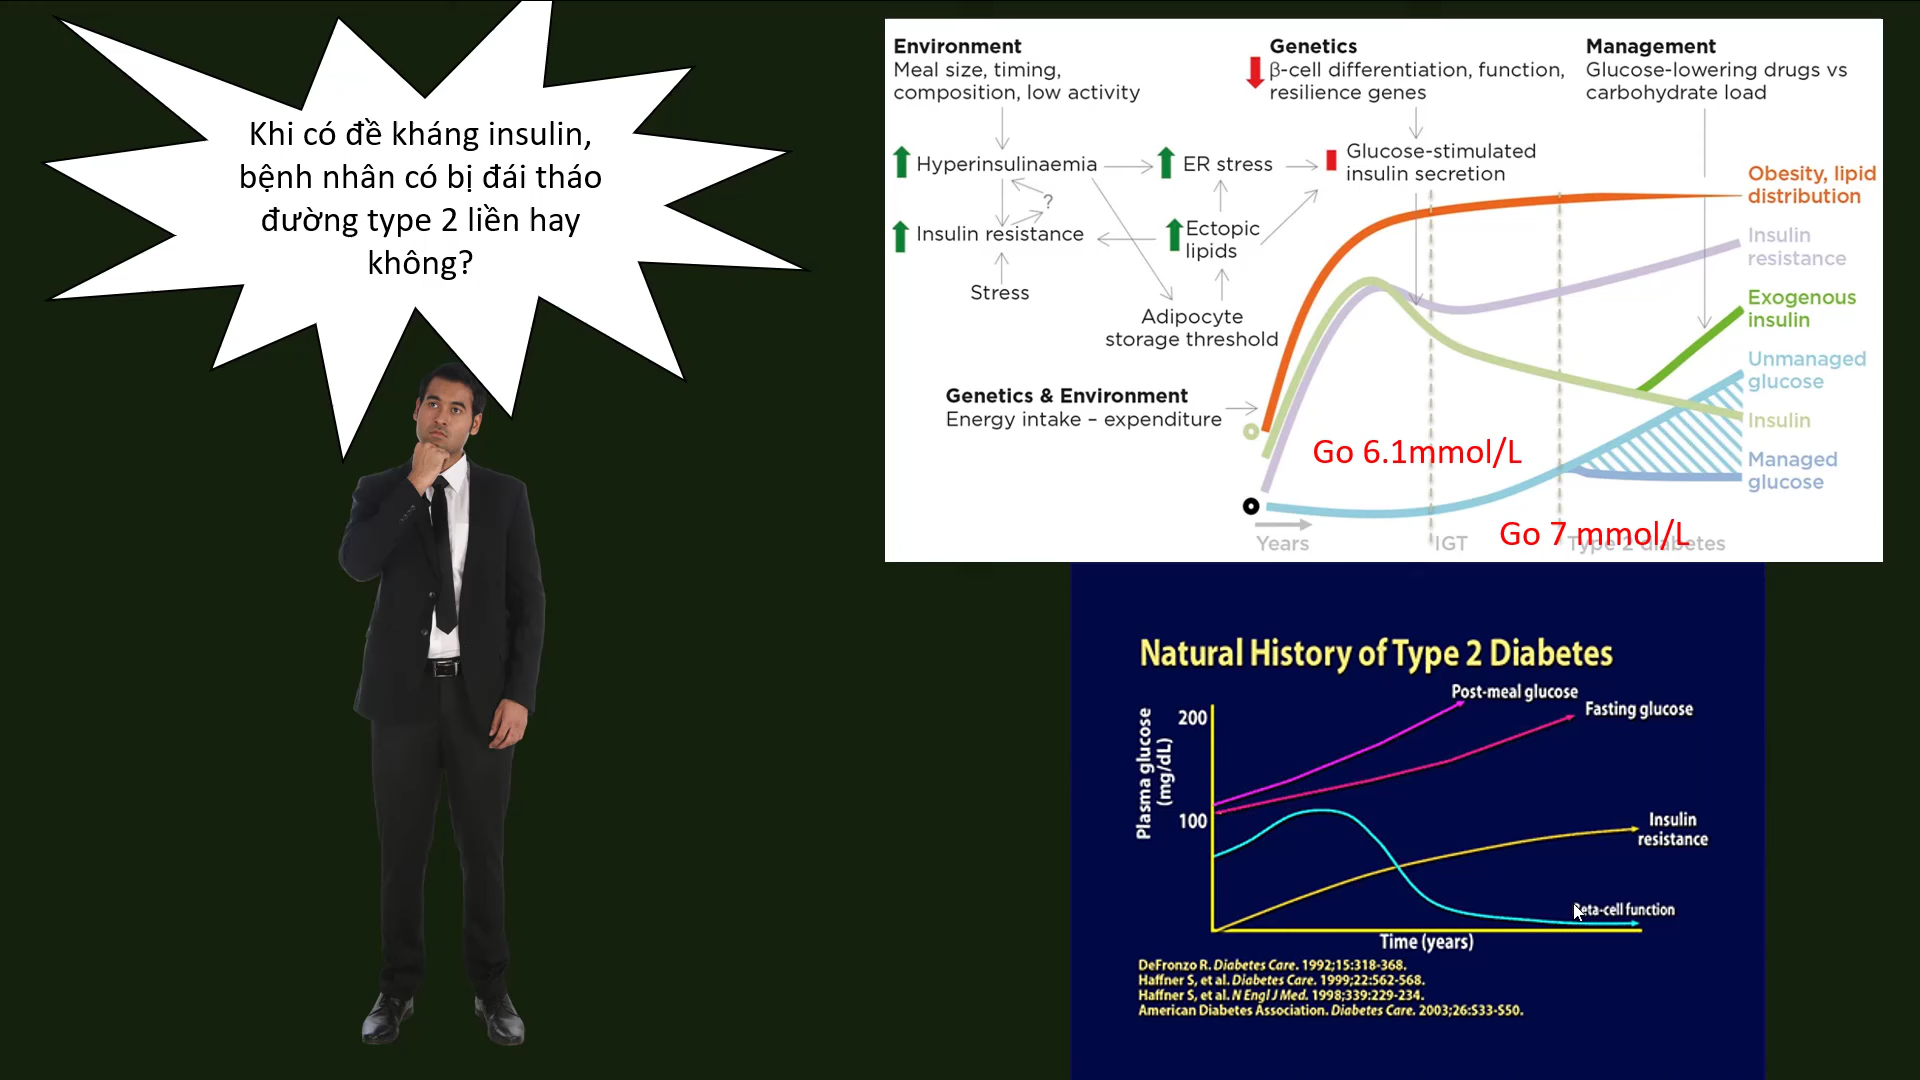 Khi có đề kháng insulin,
bệnh nhân có bị đái tháo
đường type 2 liền hay
không?
Environment
Meal size, timing,
composition, low activity
Genetics
β-cell differentiation, function,
resilience genes
Management
Glucose-lowering drugs vs
carbohydrate load
Hyperinsulinaemia
ER stress
Glucose-stimulated
insulin secretion
?
Insulin resistance
Ectopic
lipids
Stress
Adipocyte
storage threshold
Genetics & Environment
Energy intake – expenditure
Obesity, lipid
distribution
Insulin
resistance
Exogenous
insulin
Unmanaged
glucose
Insulin
Managed
glucose
Go 6.1mmol/L
Go 7 mmol/L
Years
IGT
Type 2 diabetes
Natural History of Type 2 Diabetes
Post-meal glucose
Fasting glucose
Plasma glucose
(mg/dL)
200
100
Insulin
resistance
Beta-cell function
Time (years)
DeFronzo R. Diabetes Care. 1992;15:318-368.
Haffner S, et al. Diabetes Care. 1999;22:562-568.
Haffner S, et al. N Engl J Med. 1998;339:229-234.
American Diabetes Association. Diabetes Care. 2003;26:S33-S50.